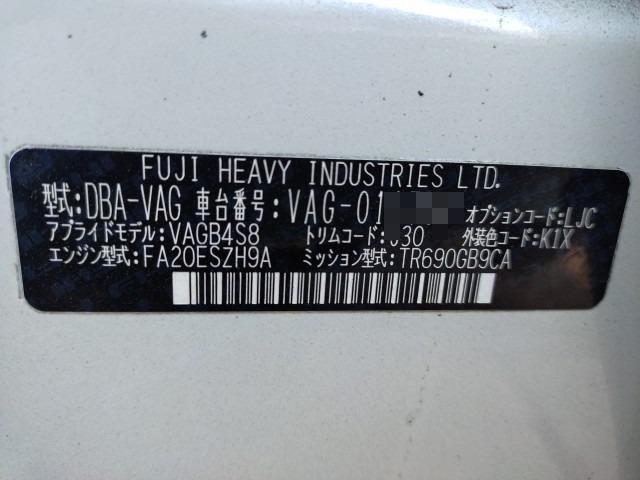 FUJI HEAVY INDUSTRIES LTD.
型式:DBA-VAG 車台番号:VAG-01 オプションコード:LJC
アプライドモデル:VAGB4S8 トリムコード:J30 外装色コード:K1X
エンジン型式:FA20ESZH9A ミッション型式:TR690GB9CA